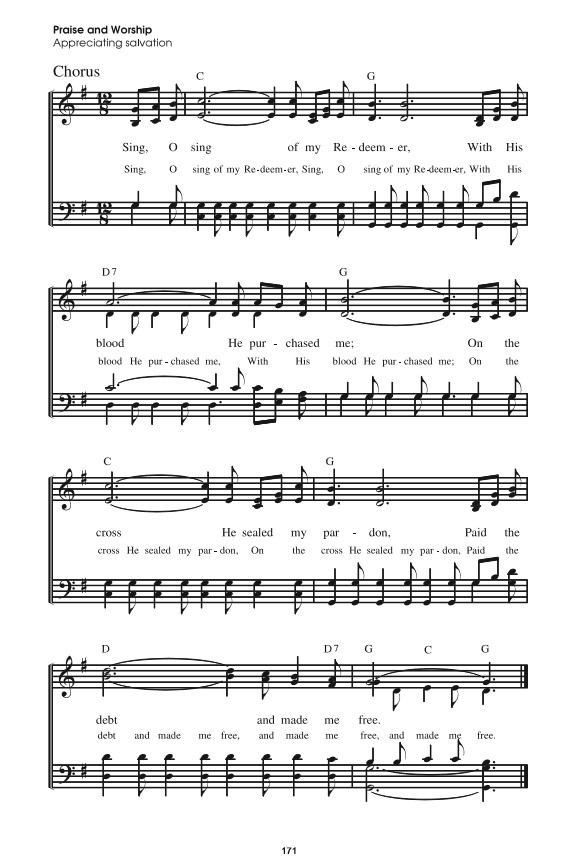 Praise and Worship
Appreciating salvation
Chorus
C G
Sing, O sing of my Re - deem - er, With His
Sing, O sing of my Re-deem-er, Sing, O sing of my Re-deem-er, With His
D7 G
blood He pur - chased me; On the
blood He pur - chased me, With His blood He pur - chased me; On the
C G
cross He sealed my par - don, Paid the
cross He sealed my par - don, On the cross He sealed my par - don, Paid the
D D7 G C G
debt and made me free.
debt and made me free, and made me free, and made me free.
171